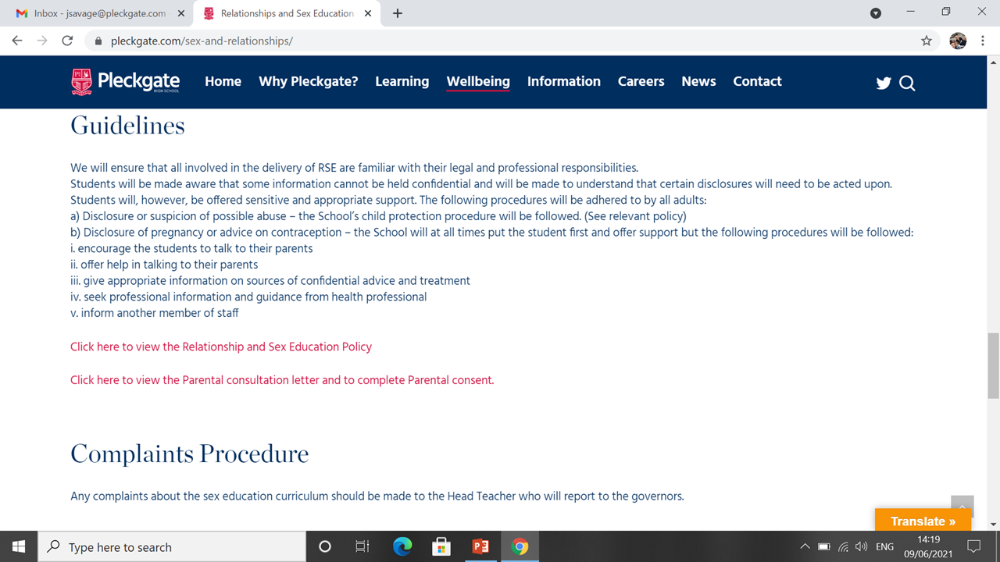 Inbox - jsavage@pleckgate.com
Relationships and Sex Education
pleckgate.com/sex-and-relationships/
Pleckgate
HIGH SCHOOL
Home Why Pleckgate? Learning Wellbeing Information Careers News Contact
Guidelines
We will ensure that all involved in the delivery of RSE are familiar with their legal and professional responsibilities.
Students will be made aware that some information cannot be held confidential and will be made to understand that certain disclosures will need to be acted upon.
Students will, however, be offered sensitive and appropriate support. The following procedures will be adhered to by all adults:
a) Disclosure or suspicion of possible abuse – the School's child protection procedure will be followed. (See relevant policy)
b) Disclosure of pregnancy or advice on contraception – the School will at all times put the student first and offer support but the following procedures will be followed:
i. encourage the students to talk to their parents
ii. offer help in talking to their parents
iii. give appropriate information on sources of confidential advice and treatment
iv. seek professional information and guidance from health professional
v. inform another member of staff
Click here to view the Relationship and Sex Education Policy
Click here to view the Parental consultation letter and to complete Parental consent.
Complaints Procedure
Any complaints about the sex education curriculum should be made to the Head Teacher who will report to the governors.
Translate »
Type here to search
ENG
14:19
09/06/2021